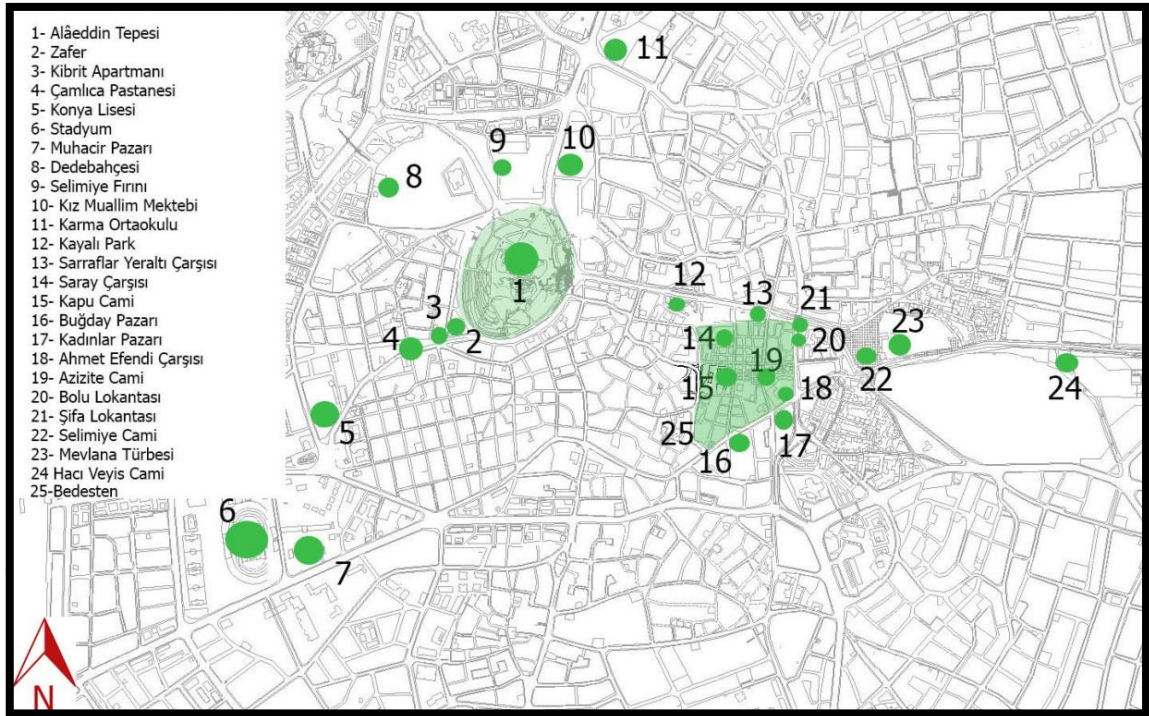 1- Alâeddin Tepesi
2- Zafer
3- Kibrit Apartmanı
4- Çamlıca Pastanesi
5- Konya Lisesi
6- Stadyum
7- Muhacir Pazarı
8- Dedebahçesi
9- Selimiye Fırını
10- Kız Muallim Mektebi
11- Karma Ortaokulu
12- Kayalı Park
13- Sarraflar Yeraltı Çarşısı
14- Saray Çarşısı
15- Kapu Cami
16- Buğday Pazarı
17- Kadınlar Pazarı
18- Ahmet Efendi Çarşısı
19- Azizite Cami
20- Bolu Lokantası
21- Şifa Lokantası
22- Selimiye Cami
23- Mevlana Türbesi
24 Hacı Veyis Cami
25-Bedesten
11
9
10
8
1
12
13
21
3
2
4
14
20
23
19
22
24
15
18
5
25
17
16
6
7
N